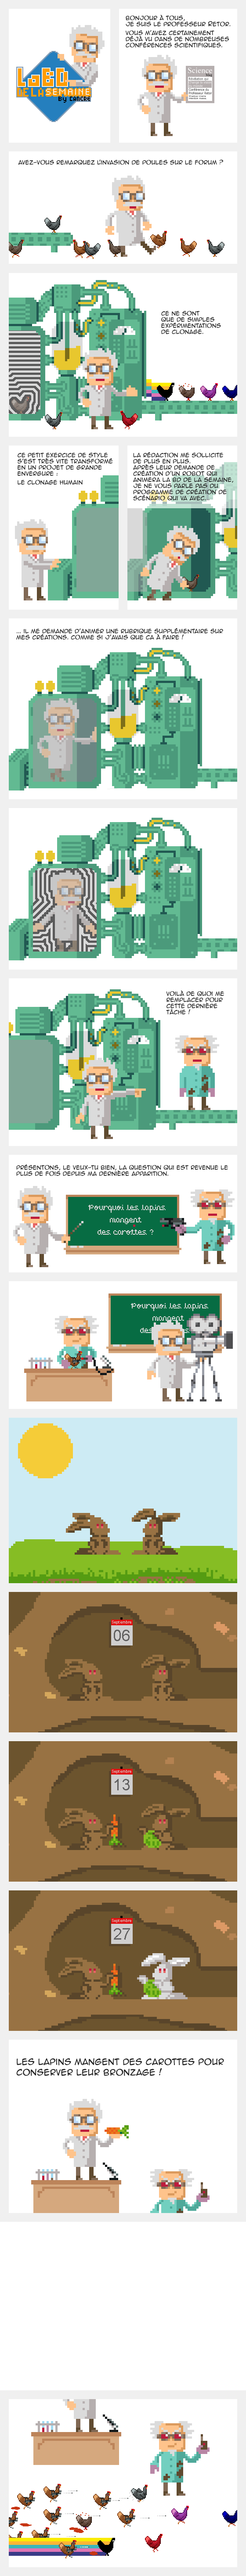 LaBD
DE LA SEMAINE
BY CANCRE
BONJOUR À TOUS,
JE SUIS LE PROFESSEUR RETOR.
VOUS M'AVEZ CERTAINEMENT
DÉJÀ VU DANS DE NOMBREUSES
CONFÉRENCES SCIENTIFIQUES.
Science
AVEZ-VOUS REMARQUEZ L'INVASION DE POULES SUR LE FORUM ?
CE NE SONT
QUE DE SIMPLES
EXPÉRIMENTATIONS
DE CLONAGE.
CE PETIT EXERCICE DE STYLE
S'EST TRÈS VITE TRANSFORMÉ
EN UN PROJET DE GRANDE
ENVERGURE :
LE CLONAGE HUMAIN
LA RÉDACTION ME SOLLICITE
DE PLUS EN PLUS.
APRÈS LEUR DEMANDE DE
CRÉATION D'UN ROBOT QUI
ANIMERA LA BD DE LA SEMAINE,
JE NE VOUS PARLE PAS DU
PROGRAMME DE CRÉATION DE
SCÉNARIO QUI VA AVEC,
... IL ME DEMANDE D'ANIMER UNE RUBRIQUE SUPPLÉMENTAIRE SUR
MES CRÉATIONS. COMME SI J'AVAIS QUE ÇA À FAIRE !
VOILÀ DE QUOI ME
REMPLACER POUR
CETTE DERNIÈRE
TÂCHE !
PRÉSENTONS, LE VEUX-TU BIEN, LA QUESTION QUI EST REVENUE LE
PLUS DE FOIS DEPUIS MA DERNIÈRE APPARITION.
Pourquoi les lapins
mangent
des carottes ?
Pourquoi les lapins
mangent
des
Septembre
06
Septembre
13
Septembre
27
LES LAPINS MANGENT DES CAROTTES POUR
CONSERVER LEUR BRONZAGE !